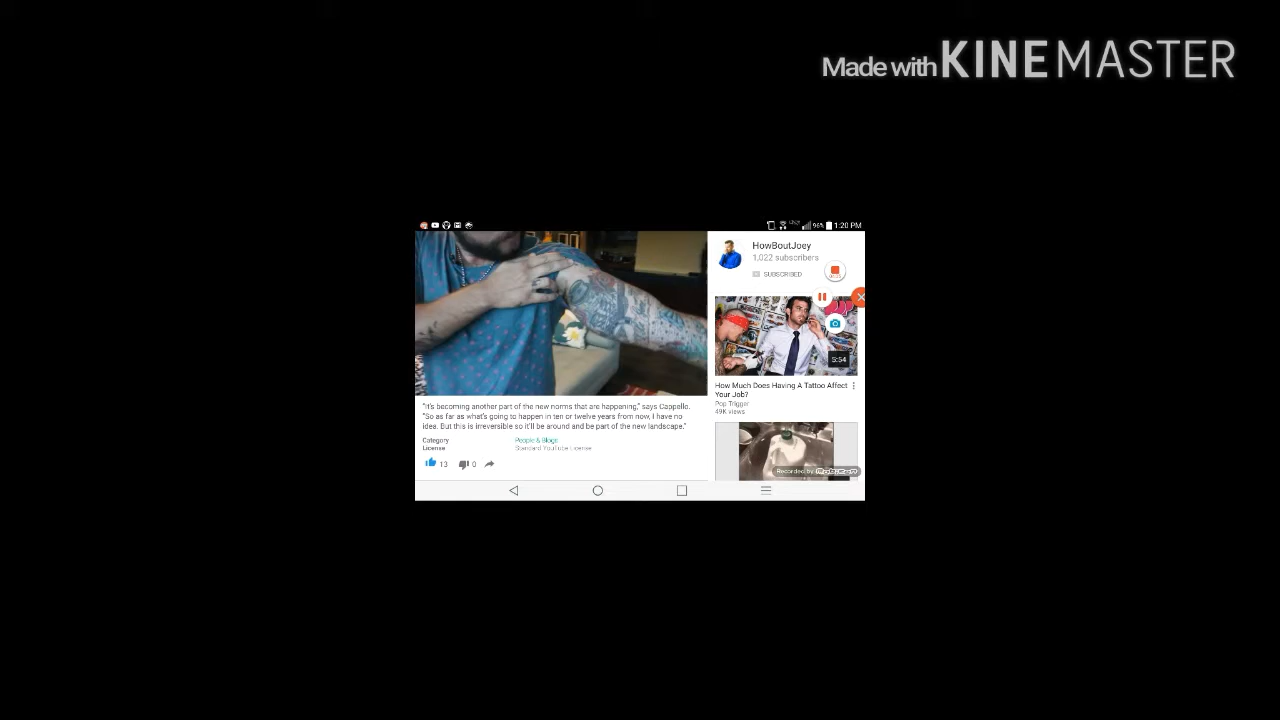 Made with KINEMASTER
96% 1:20 PM
HowBoutJoey
1,022 subscribers
SUBSCRIBED
5:54
How Much Does Having A Tattoo Affect
Your Job?
Pop Trigger
49K views
"It's becoming another part of the new norms that are happening," says Cappello.
"So as far as what's going to happen in ten or twelve years from now, I have no
idea. But this is irreversible so it'll be around and be part of the new landscape."
Category People & Blogs
License Standard YouTube License
13 0
Recorded by